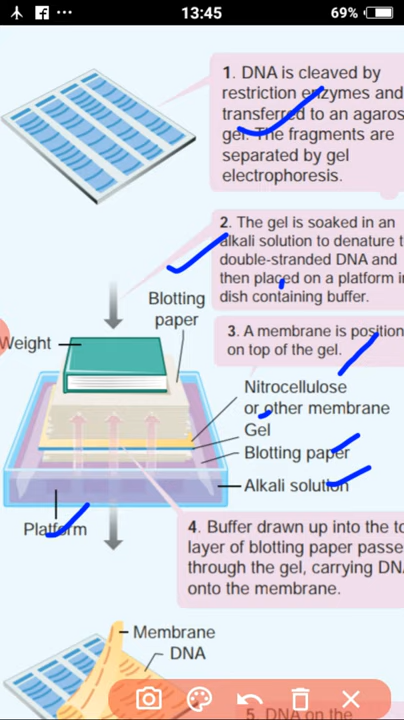 13:45
69%
1. DNA is cleaved by
restriction enzymes and
transferred to an agaros
gel. The fragments are
separated by gel
electrophoresis.
2. The gel is soaked in an
alkali solution to denature t
double-stranded DNA and
then placed on a platform in
dish containing buffer.
Blotting
paper
3. A membrane is position
on top of the gel.
Weight
Nitrocellulose
or other membrane
Gel
Blotting paper
Alkali solution
Platform
4. Buffer drawn up into the to
layer of blotting paper passe
through the gel, carrying DN
onto the membrane.
Membrane
DNA
5. DNA on the